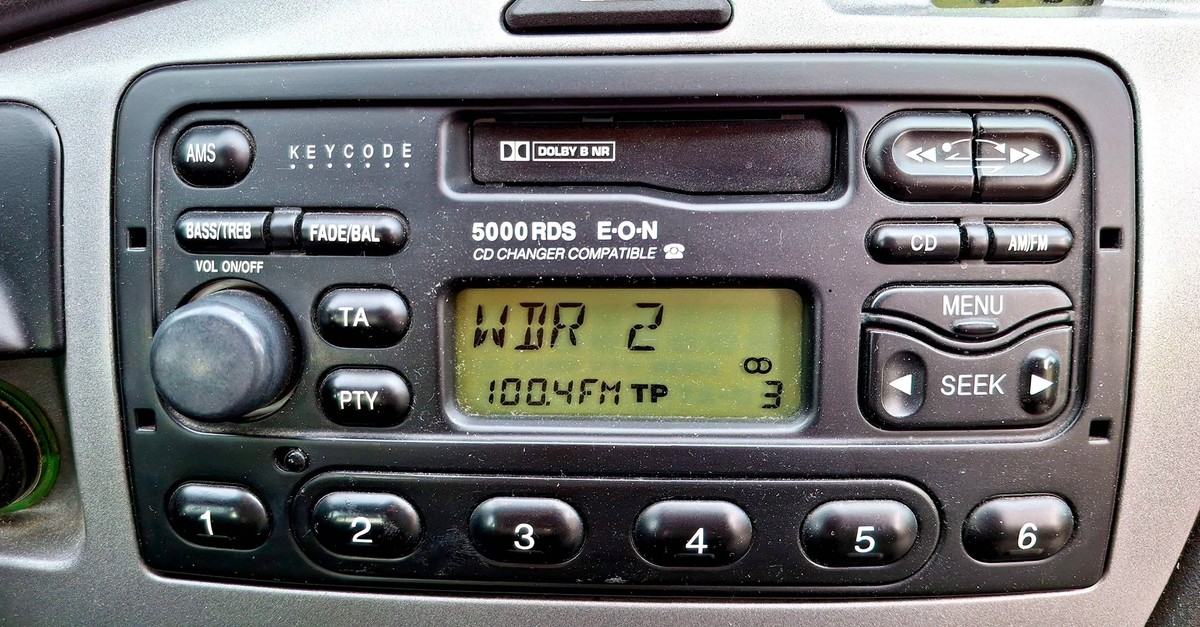 AMS
KEYCODE
DOLBY B NR
BASS/TREB
FADE/BAL
5000 RDS E·O·N
CD CHANGER COMPATIBLE
CD
AM/FM
VOL ON/OFF
TA
PTY
WDR 2
100.4FM TP
3
MENU
SEEK
1
2
3
4
5
6